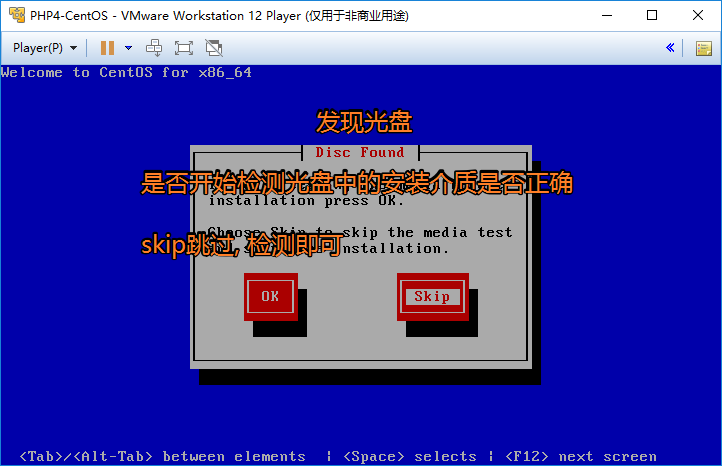 PHP4-CentOS - VMware Workstation 12 Player (仅用于非商业用途)
Player(P)
Welcome to CentOS for x86_64
发现光盘
Disc Found
是否开始检测光盘中的安装介质是否正确
installation press OK.
Choose Skip to skip the media test
skip跳过, 检测即可
installation.
OK Skip
<Tab>/<Alt-Tab> between elements | <Space> selects | <F12> next screen